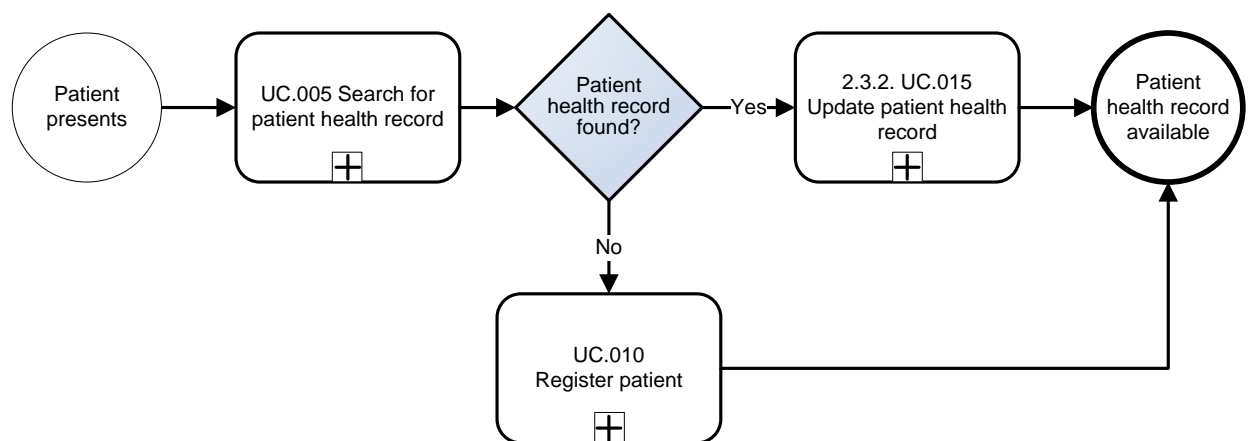 Patient
presents
UC.005 Search for
patient health record
Patient
health record
found?
Yes
2.3.2. UC.015
Update patient health
record
Patient
health record
available
No
UC.010
Register patient